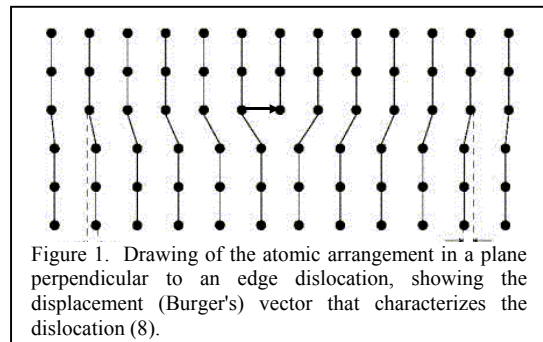 Figure 1. Drawing of the atomic arrangement in a plane
perpendicular to an edge dislocation, showing the
displacement (Burger's) vector that characterizes the
dislocation (8).